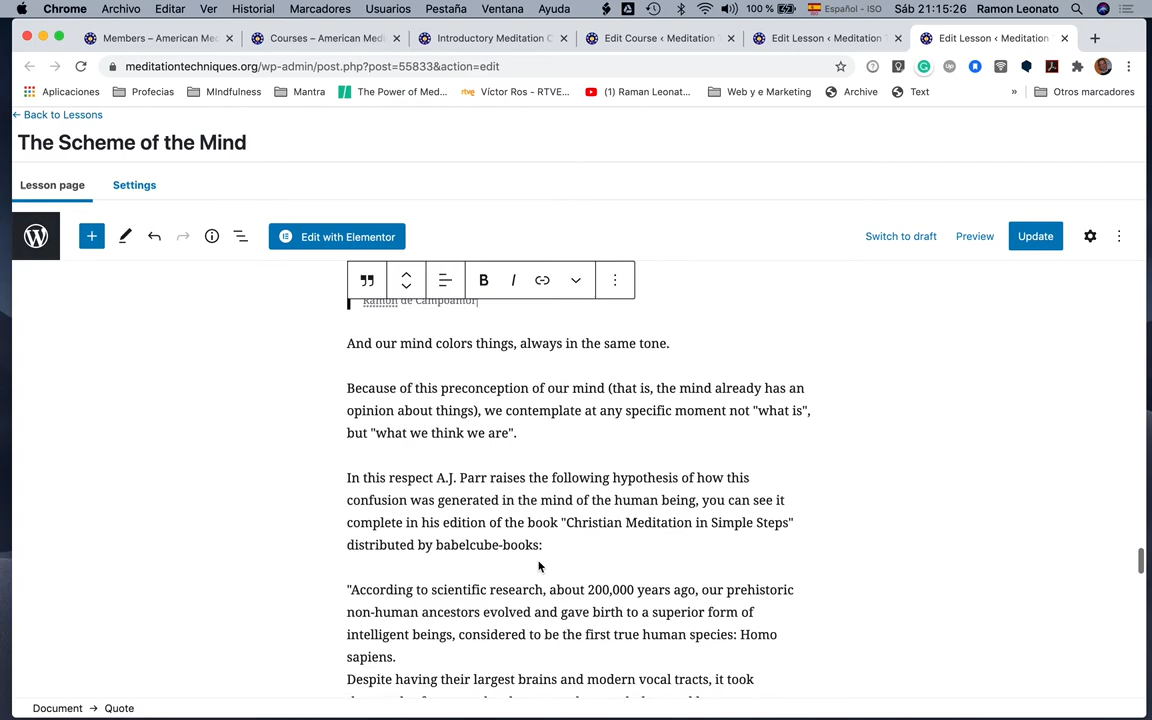 Chrome Archivo Editar Ver Historial Marcadores Usuarios Pestaña Ventana Ayuda 100 % Español - ISO Sáb 21:15:26 Ramon Leonato
Members – American Mec Courses – American Medi Introductory Meditation C Edit Course ‹ Meditation Edit Lesson ‹ Meditation Edit Lesson ‹ Meditation
meditationtechniques.org/wp-admin/post.php?post=55833&action=edit
Aplicaciones Profecias MIndfulness Mantra The Power of Med... Víctor Ros - RTVE... (1) Raman Leonat... Web y e Marketing Archive Text » Otros marcadores
← Back to Lessons
The Scheme of the Mind
Lesson page Settings
Edit with Elementor Switch to draft Preview Update
B I
Ramón de Campoamor
And our mind colors things, always in the same tone.
Because of this preconception of our mind (that is, the mind already has an
opinion about things), we contemplate at any specific moment not "what is",
but "what we think we are".
In this respect A.J. Parr raises the following hypothesis of how this
confusion was generated in the mind of the human being, you can see it
complete in his edition of the book "Christian Meditation in Simple Steps"
distributed by babelcube-books:
"According to scientific research, about 200,000 years ago, our prehistoric
non-human ancestors evolved and gave birth to a superior form of
intelligent beings, considered to be the first true human species: Homo
sapiens.
Despite having their largest brains and modern vocal tracts, it took
Document → Quote